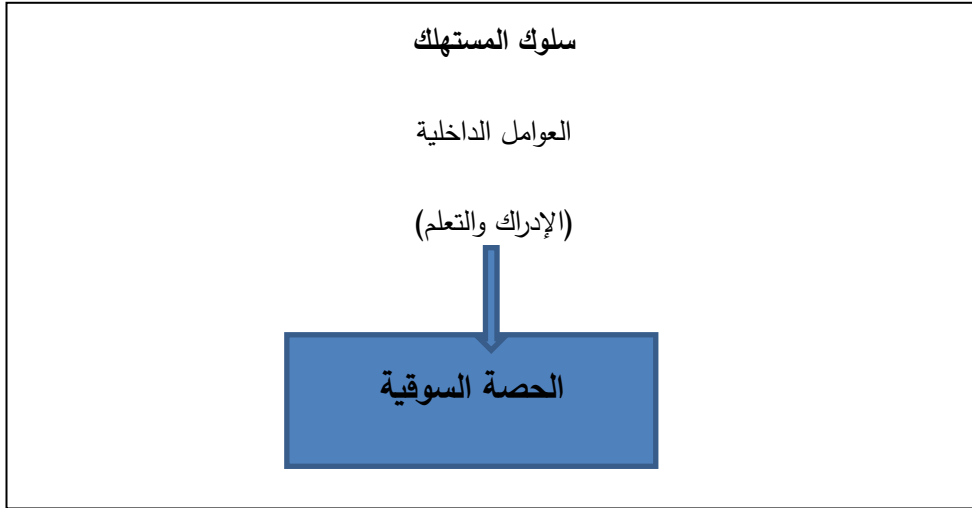 سلوك المستهلك
العوامل الداخلية
(الإدراك والتعلم)
الحصة السوقية